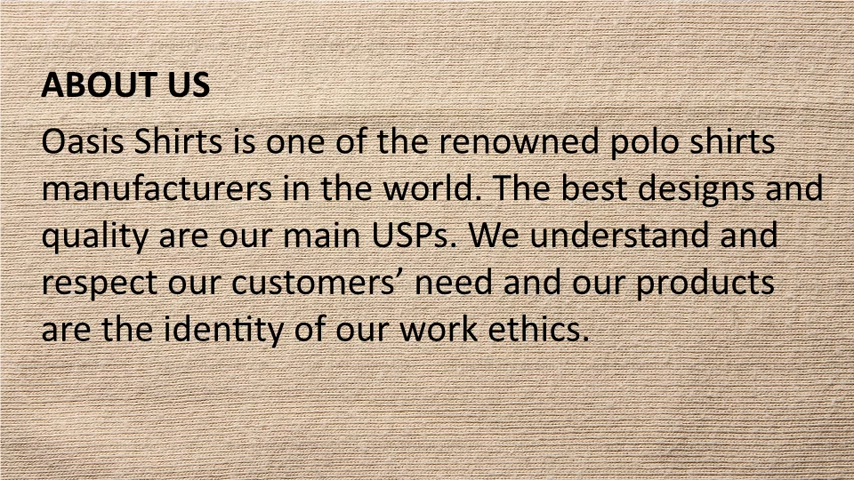 ABOUT US
Oasis Shirts is one of the renowned polo shirts
manufacturers in the world. The best designs and
quality are our main USPs. We understand and
respect our customers’ need and our products
are the identity of our work ethics.